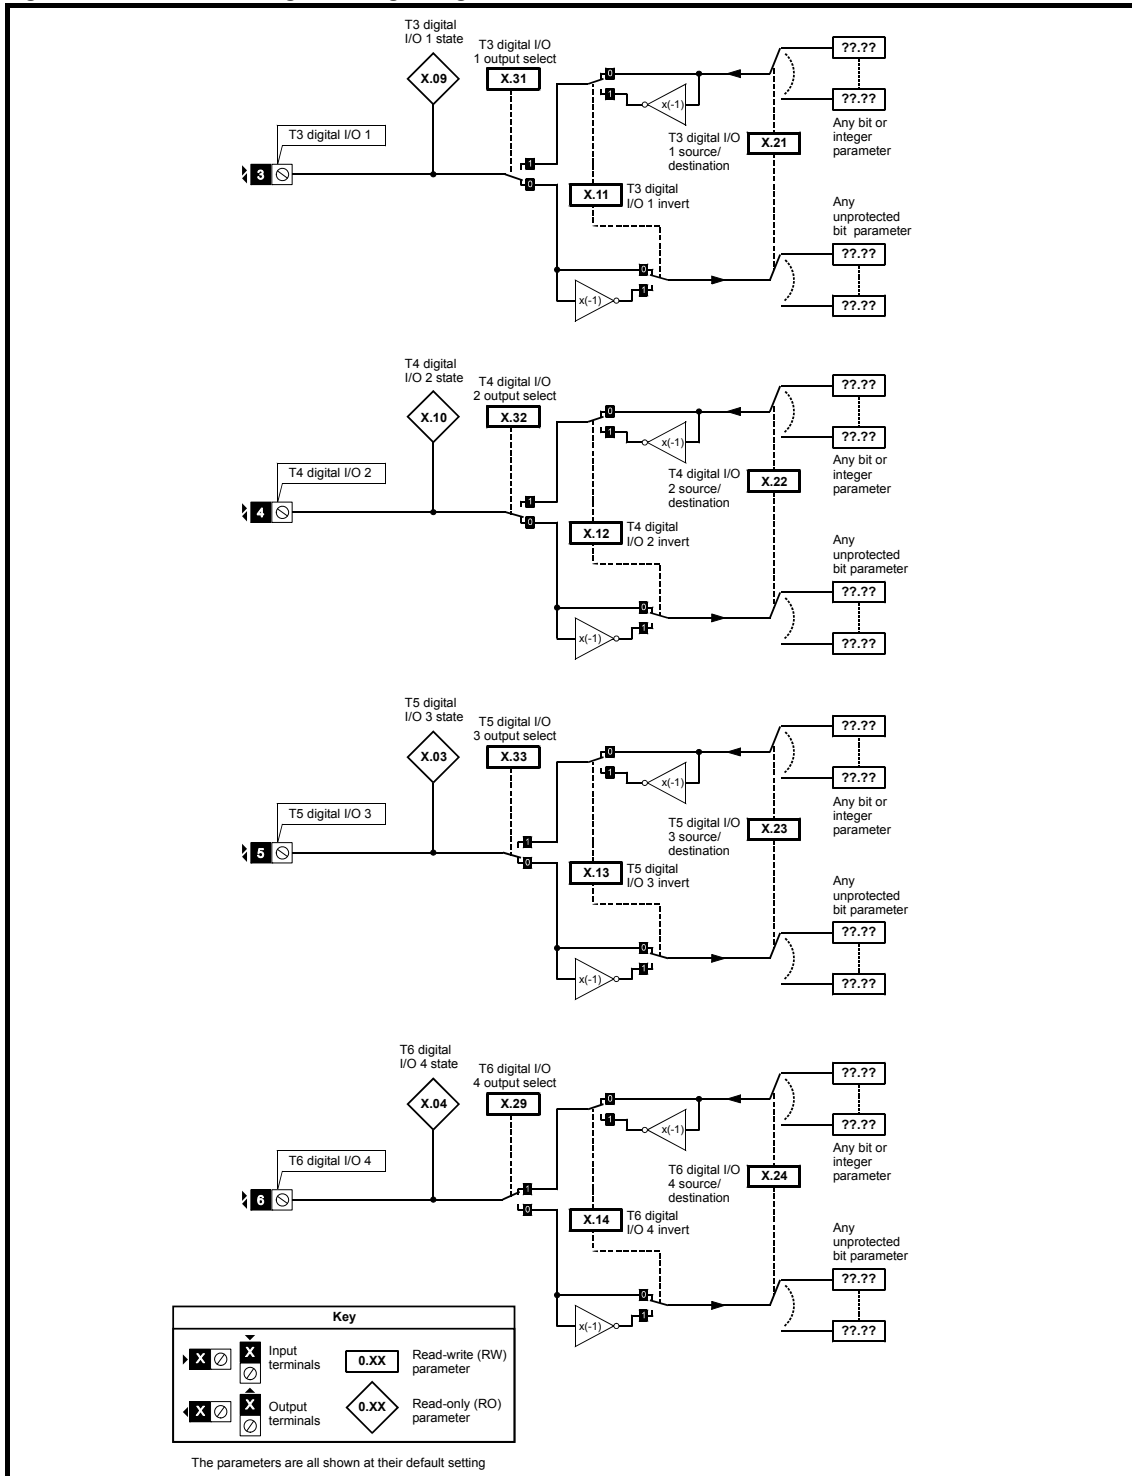 T3 digital
I/O 1 state
T3 digital I/O
1 output select
X.09
X.31
T3 digital I/O 1
3
1
0
0
1
x(-1)
X.11
T3 digital
I/O 1 invert
T3 digital I/O
1 source/
destination
X.21
??.??
??.??
Any bit or
integer
parameter
Any
unprotected
bit parameter
??.??
??.??
0
1
x(-1)
T4 digital
I/O 2 state
T4 digital I/O
2 output select
X.10
X.32
T4 digital I/O 2
4
1
0
0
1
x(-1)
X.12
T4 digital
I/O 2 invert
T4 digital I/O
2 source/
destination
X.22
??.??
??.??
Any bit or
integer
parameter
Any
unprotected
bit parameter
??.??
??.??
0
1
x(-1)
T5 digital
I/O 3 state
T5 digital I/O
3 output select
X.03
X.33
T5 digital I/O 3
5
1
0
0
1
x(-1)
X.13
T5 digital
I/O 3 invert
T5 digital I/O
3 source/
destination
X.23
??.??
??.??
Any bit or
integer
parameter
Any
unprotected
bit parameter
??.??
??.??
0
1
x(-1)
T6 digital
I/O 4 state
T6 digital I/O
4 output select
X.04
X.29
T6 digital I/O 4
6
1
0
0
1
x(-1)
X.14
T6 digital
I/O 4 invert
T6 digital I/O
4 source/
destination
X.24
??.??
??.??
Any bit or
integer
parameter
Any
unprotected
bit parameter
??.??
??.??
0
1
x(-1)
Key
X
X
Input
terminals
0.XX
Read-write (RW)
parameter
X
X
Output
terminals
0.XX
Read-only (RO)
parameter
The parameters are all shown at their default setting